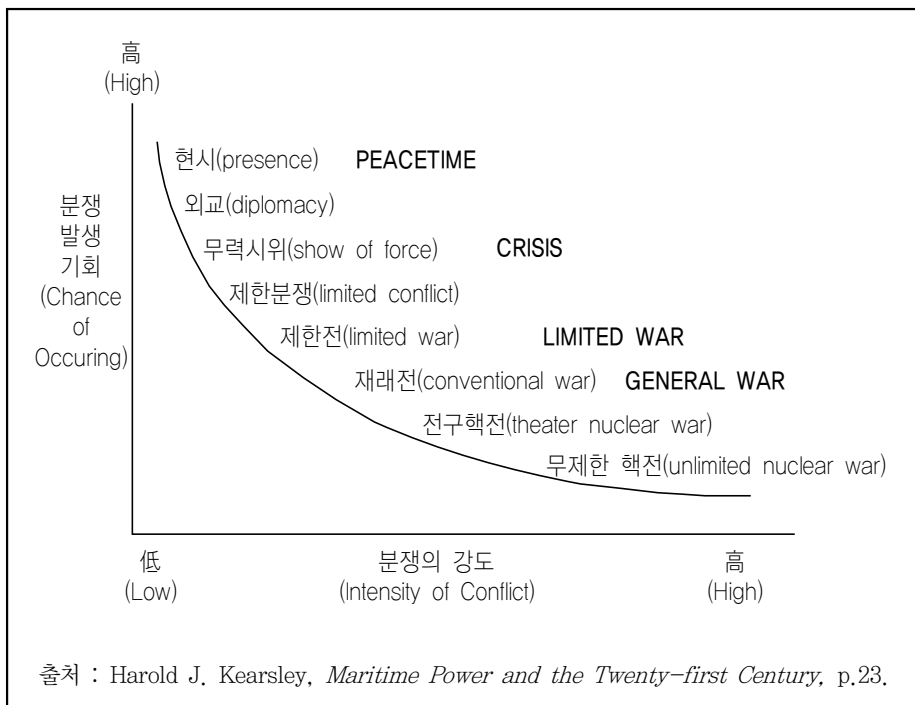 高
(High)
현시(presence) PEACETIME
외교(diplomacy)
무력시위(show of force) CRISIS
제한분쟁(limited conflict)
제한전(limited war) LIMITED WAR
재래전(conventional war) GENERAL WAR
전구핵전(theater nuclear war)
무제한 핵전(unlimited nuclear war)
분쟁
발생
기회
(Chance
of
Occuring)
低
(Low)
분쟁의 강도
(Intensity of Conflict)
高
(High)
출처 : Harold J. Kearsley, Maritime Power and the Twenty-first Century, p.23.